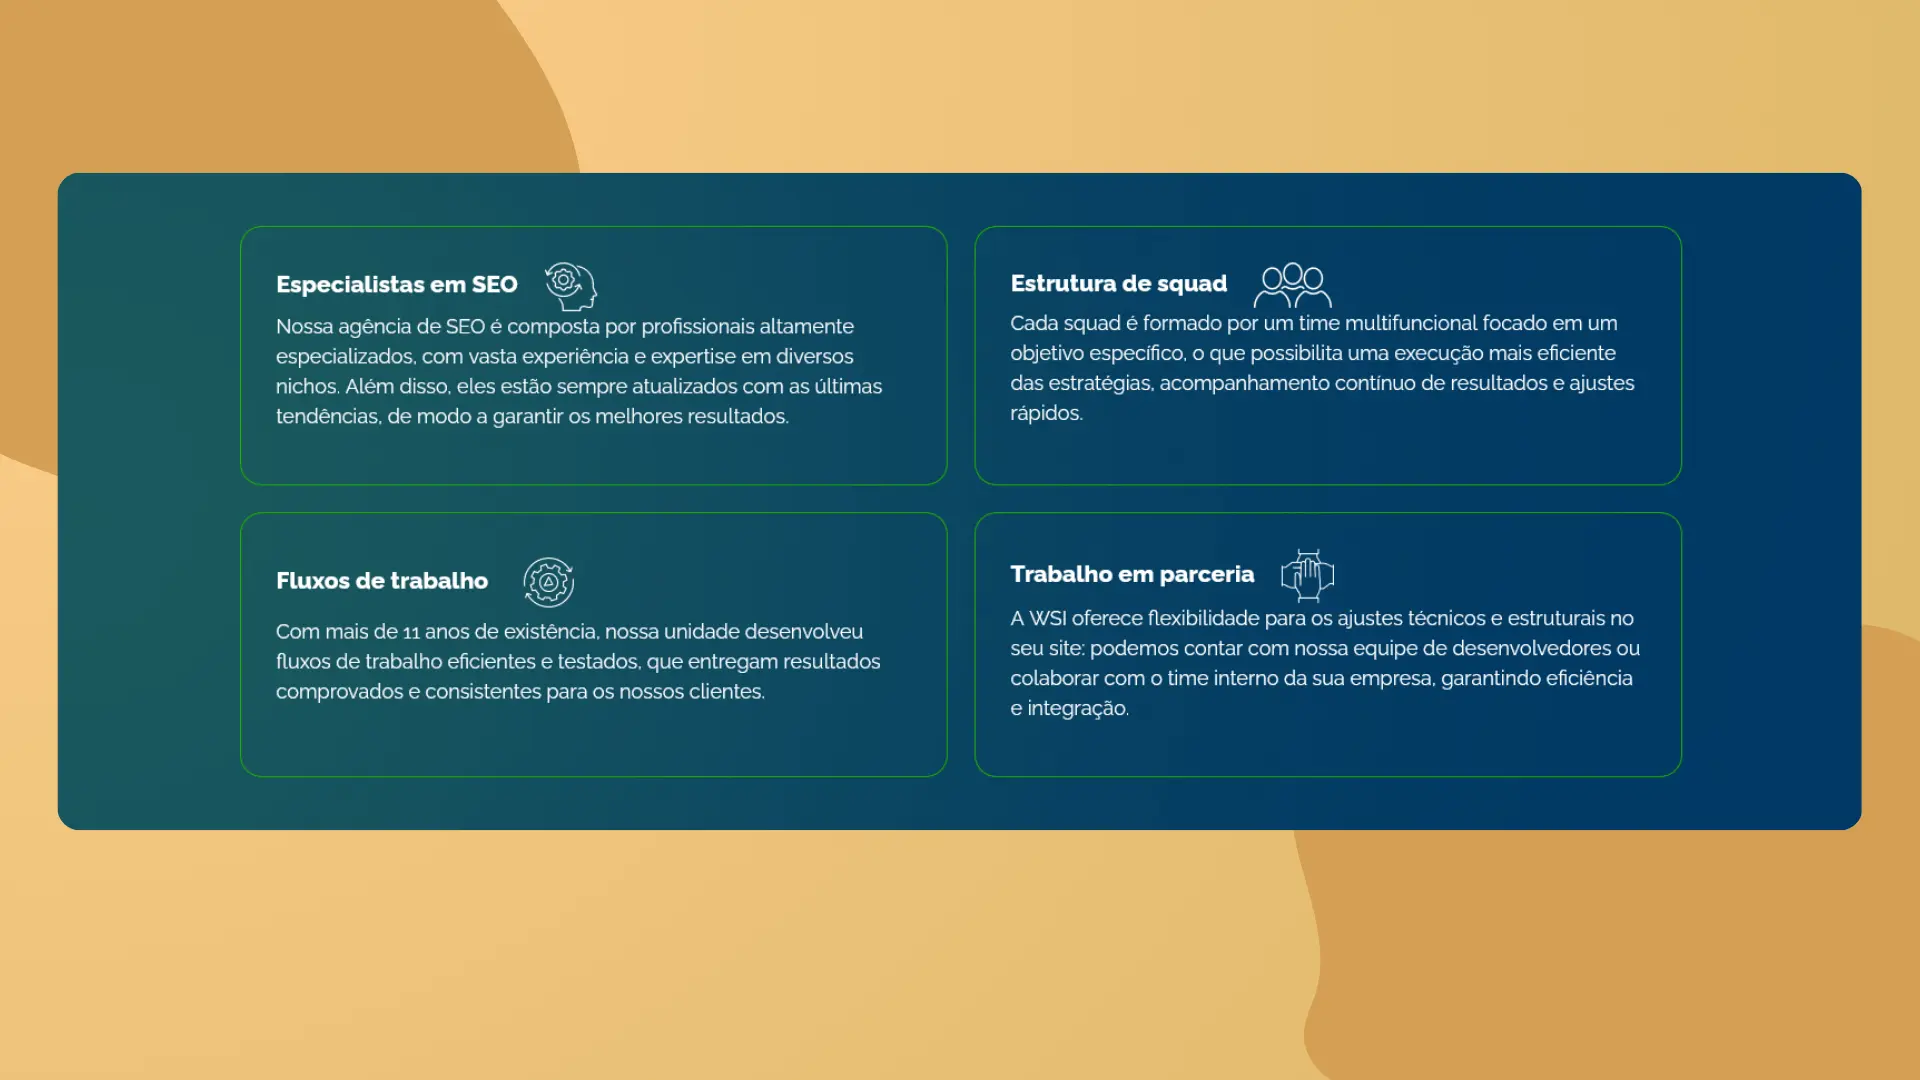 Especialistas em SEO
Nossa agência de SEO é composta por profissionais altamente
especializados, com vasta experiência e expertise em diversos
nichos. Além disso, eles estão sempre atualizados com as últimas
tendências, de modo a garantir os melhores resultados.
Estrutura de squad
Cada squad é formado por um time multifuncional focado em um
objetivo específico, o que possibilita uma execução mais eficiente
das estratégias, acompanhamento contínuo de resultados e ajustes
rápidos.
Fluxos de trabalho
Com mais de 11 anos de existência, nossa unidade desenvolveu
fluxos de trabalho eficientes e testados, que entregam resultados
comprovados e consistentes para os nossos clientes.
Trabalho em parceria
A WSI oferece flexibilidade para os ajustes técnicos e estruturais no
seu site: podemos contar com nossa equipe de desenvolvedores ou
colaborar com o time interno da sua empresa, garantindo eficiência
e integração.